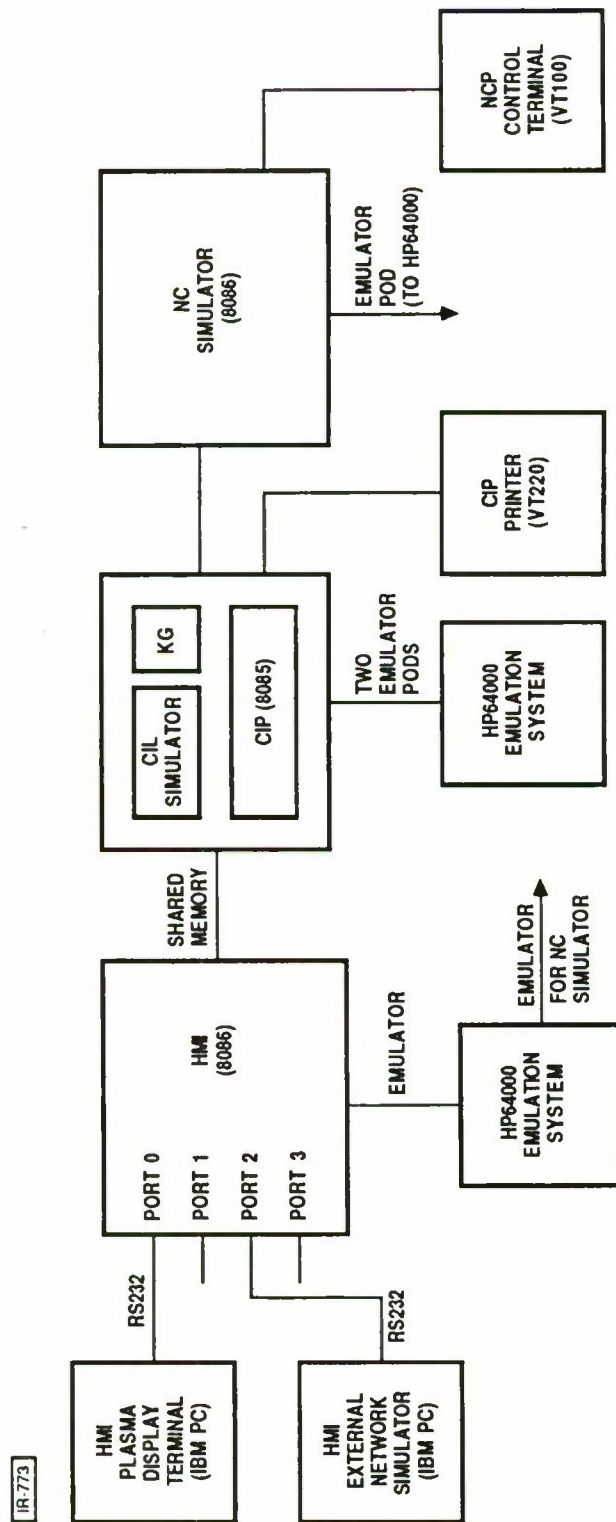 IR-773
HMI
PLASMA
DISPLAY
TERMINAL
(IBM PC)
RS232
HMI
EXTERNAL
NETWORK
SIMULATOR
(IBM PC)
RS232
PORT 0
PORT 1
PORT 2
PORT 3
HMI
(8086)
EMULATOR
HP64000
EMULATION
SYSTEM
EMULATOR
FOR NC
SIMULATOR
SHARED
MEMORY
CIL
SIMULATOR
KG
CIP (8085)
TWO
EMULATOR
PODS
HP64000
EMULATION
SYSTEM
CIP
PRINTER
(VT220)
NC
SIMULATOR
(8086)
EMULATOR
POD
(TO HP64000)
NCP
CONTROL
TERMINAL
(VT100)